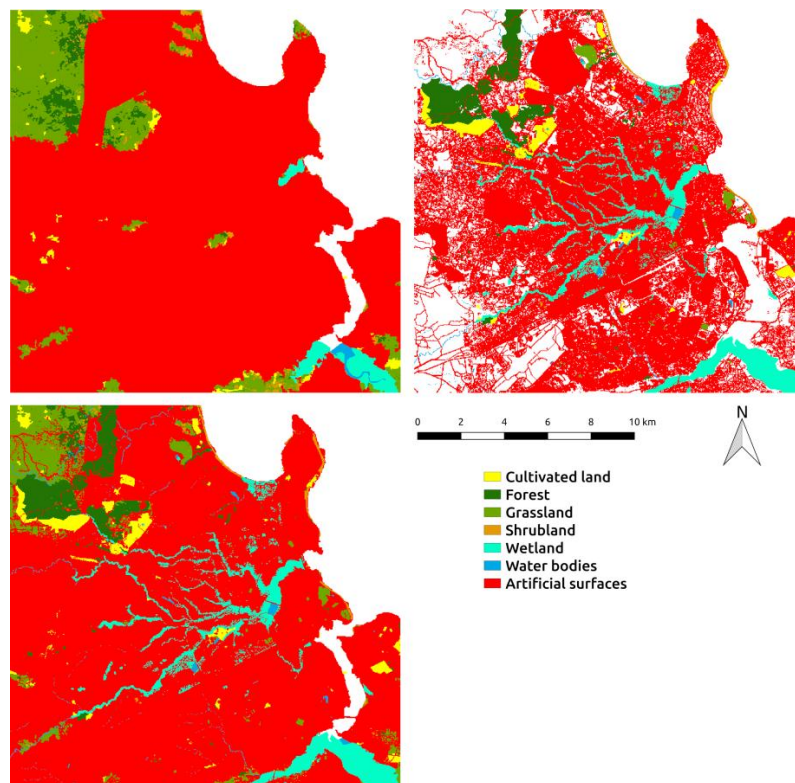 0 2 4 6 8 10 km
N
Cultivated land
Forest
Grassland
Shrubland
Wetland
Water bodies
Artificial surfaces